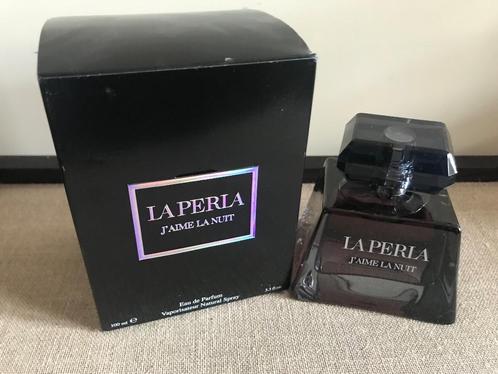 LA PERLA
J'AIME LA NUIT
Eau de Parfum
Vaporisateur Natural Spray
100 ml ℮
3.3 fl.oz
LA PERLA
J'AIME LA NUIT